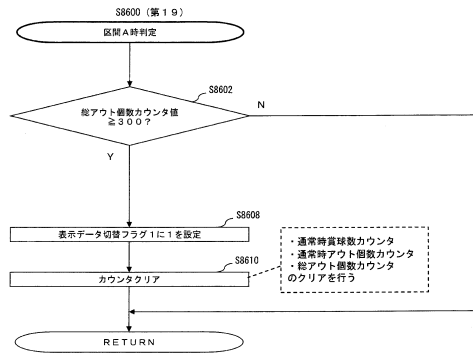 S8600(第19)
区間A時判定
S8602
総アウト個数カウンタ値
≧300?
N
Y
S8608
表示データ切替フラグ1に1を設定
S8610
カウンタクリア
・通常時賞球数カウンタ
・通常時アウト個数カウンタ
・総アウト個数カウンタ
のクリアを行う
RETURN